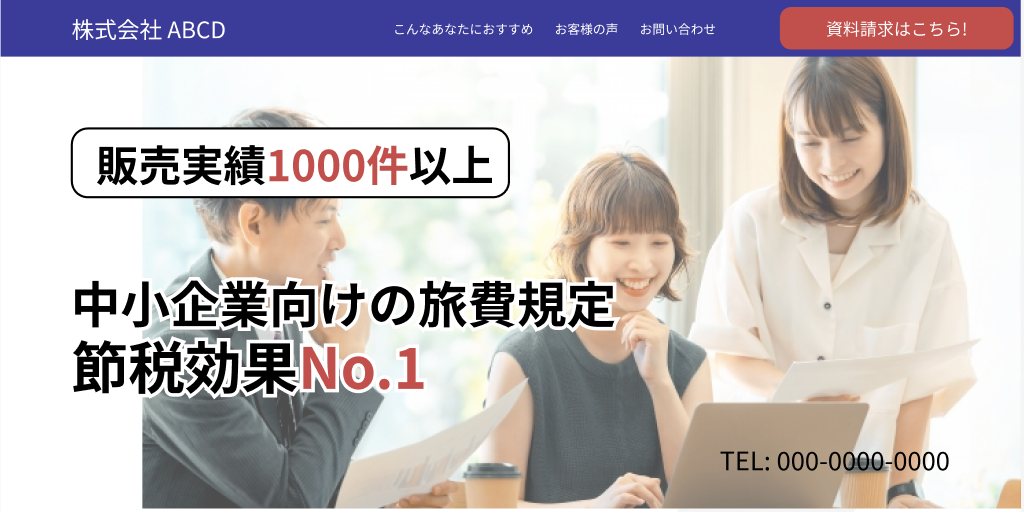 株式会社 ABCD
こんなあなたにおすすめ お客様の声 お問い合わせ
資料請求はこちら!
販売実績1000件以上
中小企業向けの旅費規定
節税効果No.1
TEL: 000-0000-0000